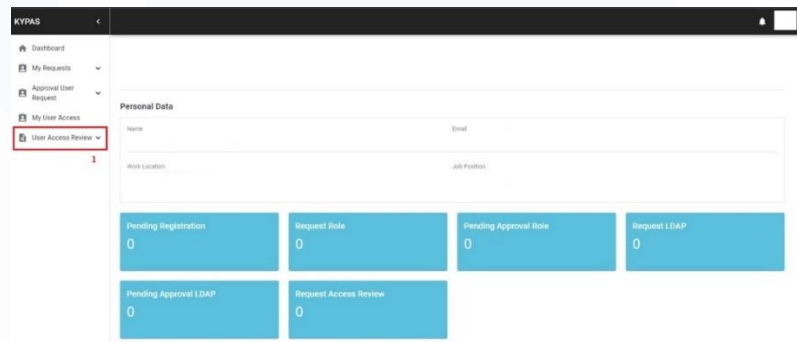 KYPAS
Dashboard
My Requests
Approval User
Request
My User Access
User Access Review
1
Personal Data
Name
Email
Work Location
Job Position
Pending Registration
0
Request Role
0
Pending Approval Role
0
Request LDAP
0
Pending Approval LDAP
0
Request Access Review
0